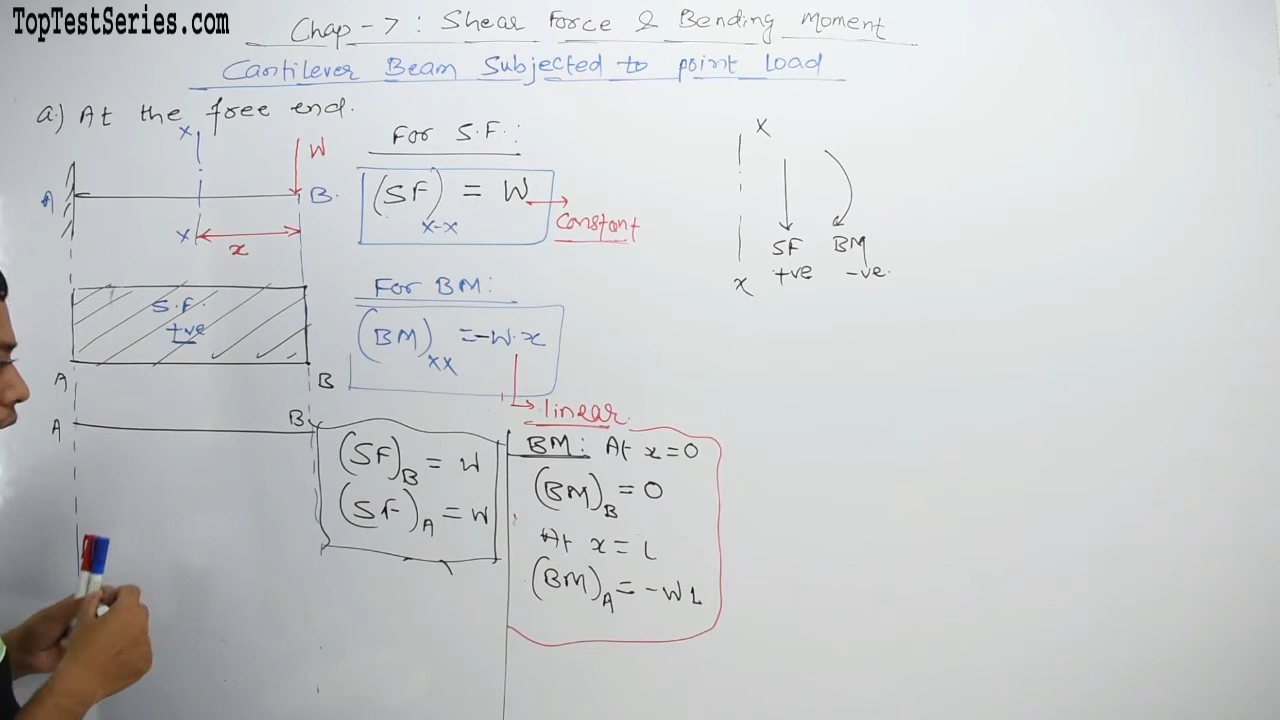 TopTestSeries.com
Chap-7: Shear Force & Bending Moment
Cantilever Beam Subjected to point Load
a.) At the free end.
X
W
A
B.
X
x
For S.F.:
(SF)x-x = W
Constant
X
SF BM
+ve -ve.
x
S.F.
+ve
A
B
For BM:
(BM)xx = -W.x
linear.
A
B
(SF)B = W
(SF)A = W
BM: At x=0
(BM)B = 0
At x = L
(BM)A = -WL